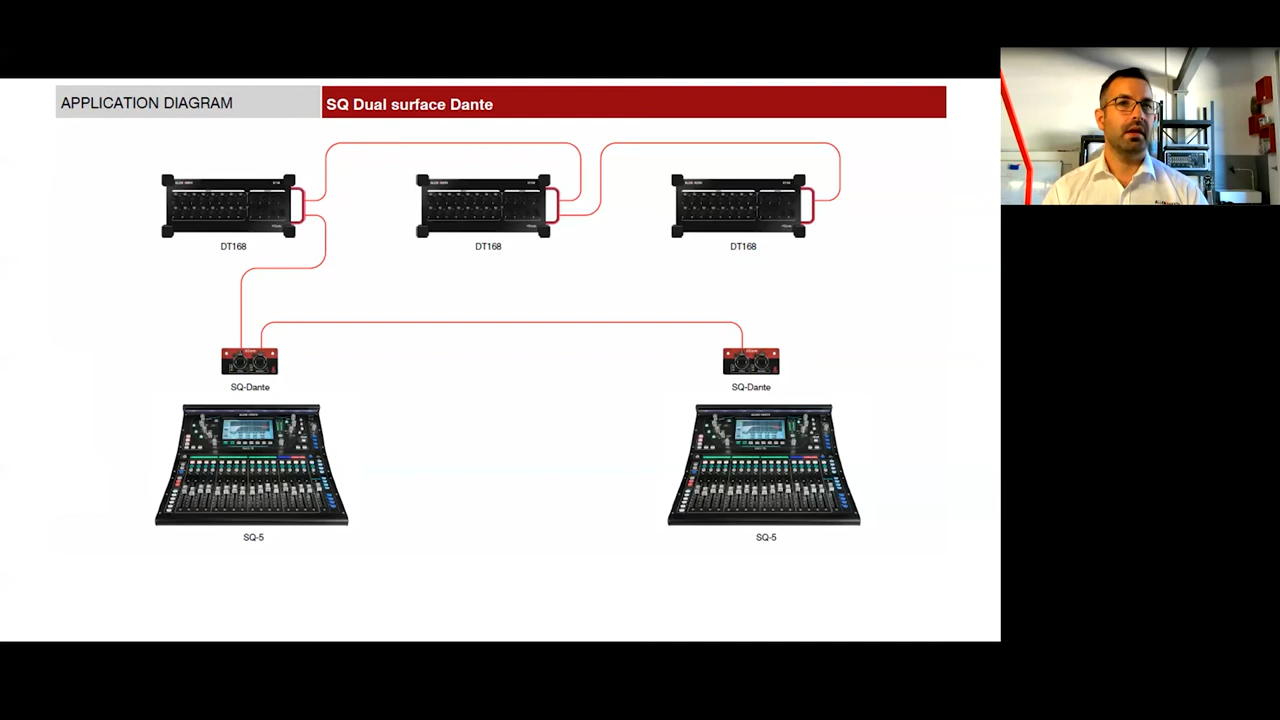 APPLICATION DIAGRAM
SQ Dual surface Dante
DT168
DT168
DT168
SQ-Dante
SQ-Dante
SQ-5
SQ-5